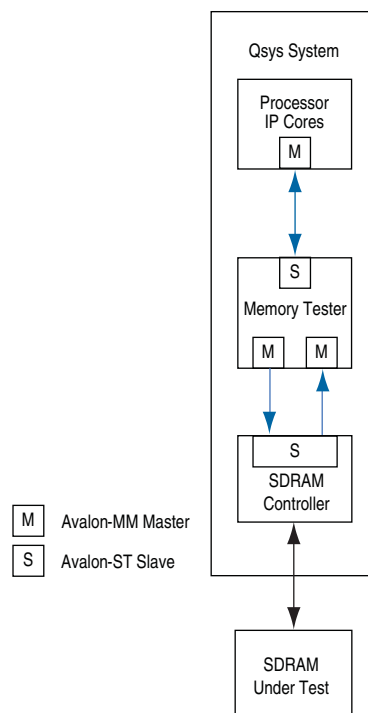 Qsys System
Processor
IP Cores
M
S
Memory Tester
M M
S
SDRAM
Controller
M Avalon-MM Master
S Avalon-ST Slave
SDRAM
Under Test